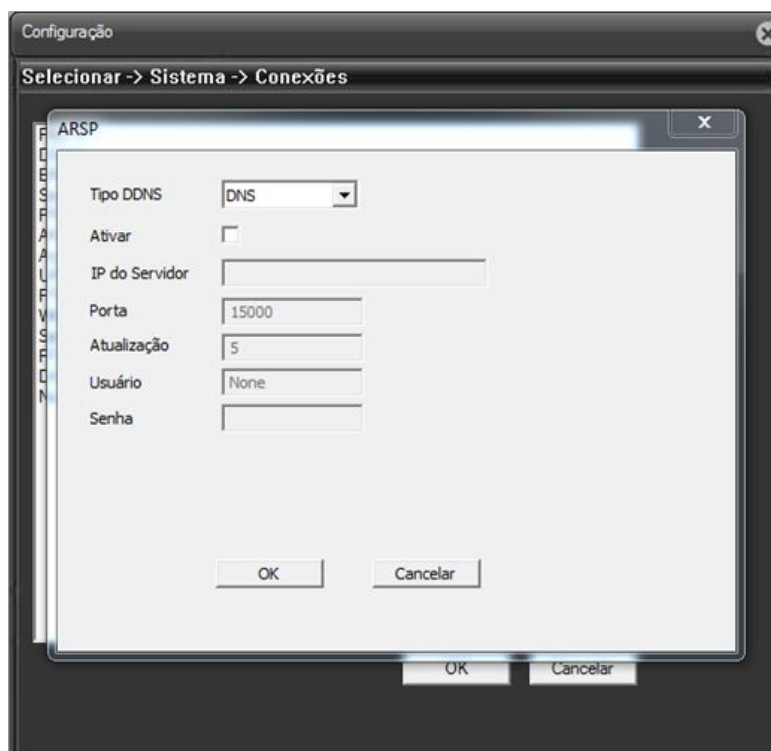 Configuração
Selecionar -> Sistema -> Conexões
ARSP
Tipo DDNS DNS
Ativar
IP do Servidor
Porta 15000
Atualização 5
Usuário None
Senha
OK Cancelar
OK Cancelar